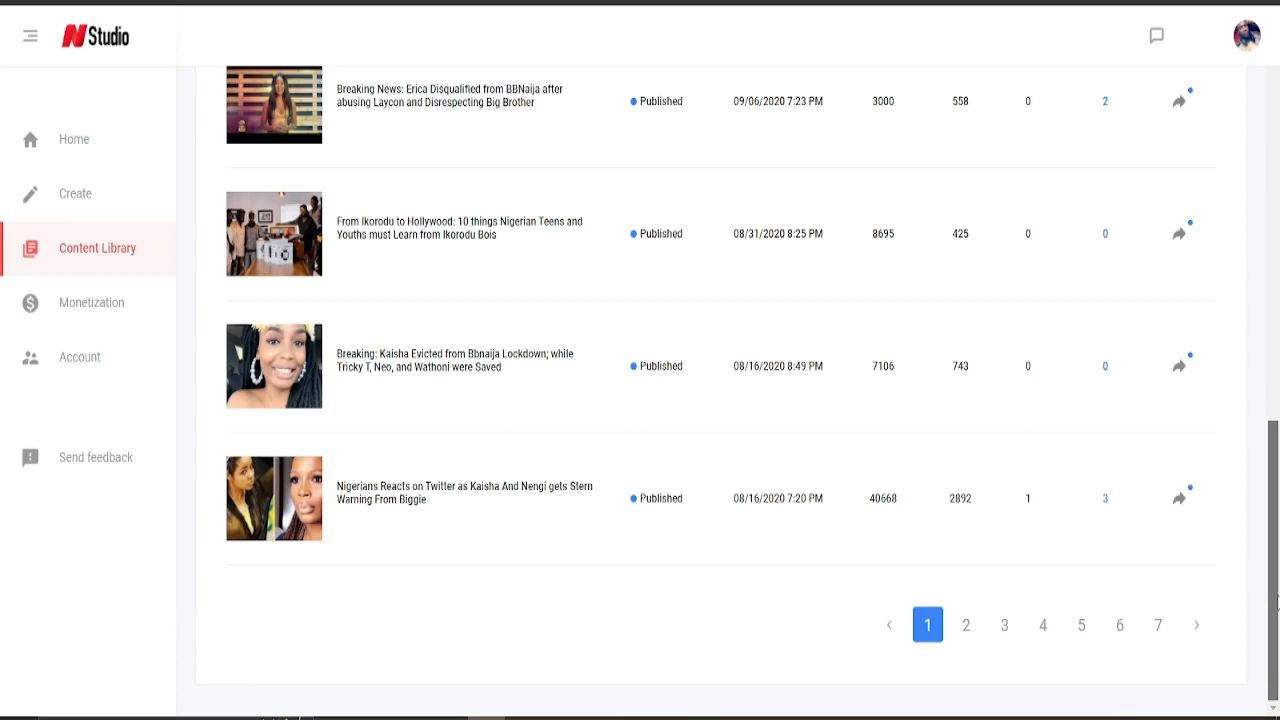 N Studio
Home
Create
Content Library
Monetization
Account
Send feedback
Breaking News: Erica Disqualified from BBNaija after
abusing Laycon and Disrespecting Big Brother
Published 09/06/2020 7:23 PM 3000 558 0 2
From Ikorodu to Hollywood: 10 things Nigerian Teens and
Youths must Learn from Ikorodu Bois
Published 08/31/2020 8:25 PM 8695 425 0 0
Breaking: Kaisha Evicted from Bbnaija Lockdown; while
Tricky T, Neo, and Wathoni were Saved
Published 08/16/2020 8:49 PM 7106 743 0 0
Nigerians Reacts on Twitter as Kaisha And Nengi gets Stern
Warning From Biggie
Published 08/16/2020 7:20 PM 40668 2892 1 3
1 2 3 4 5 6 7